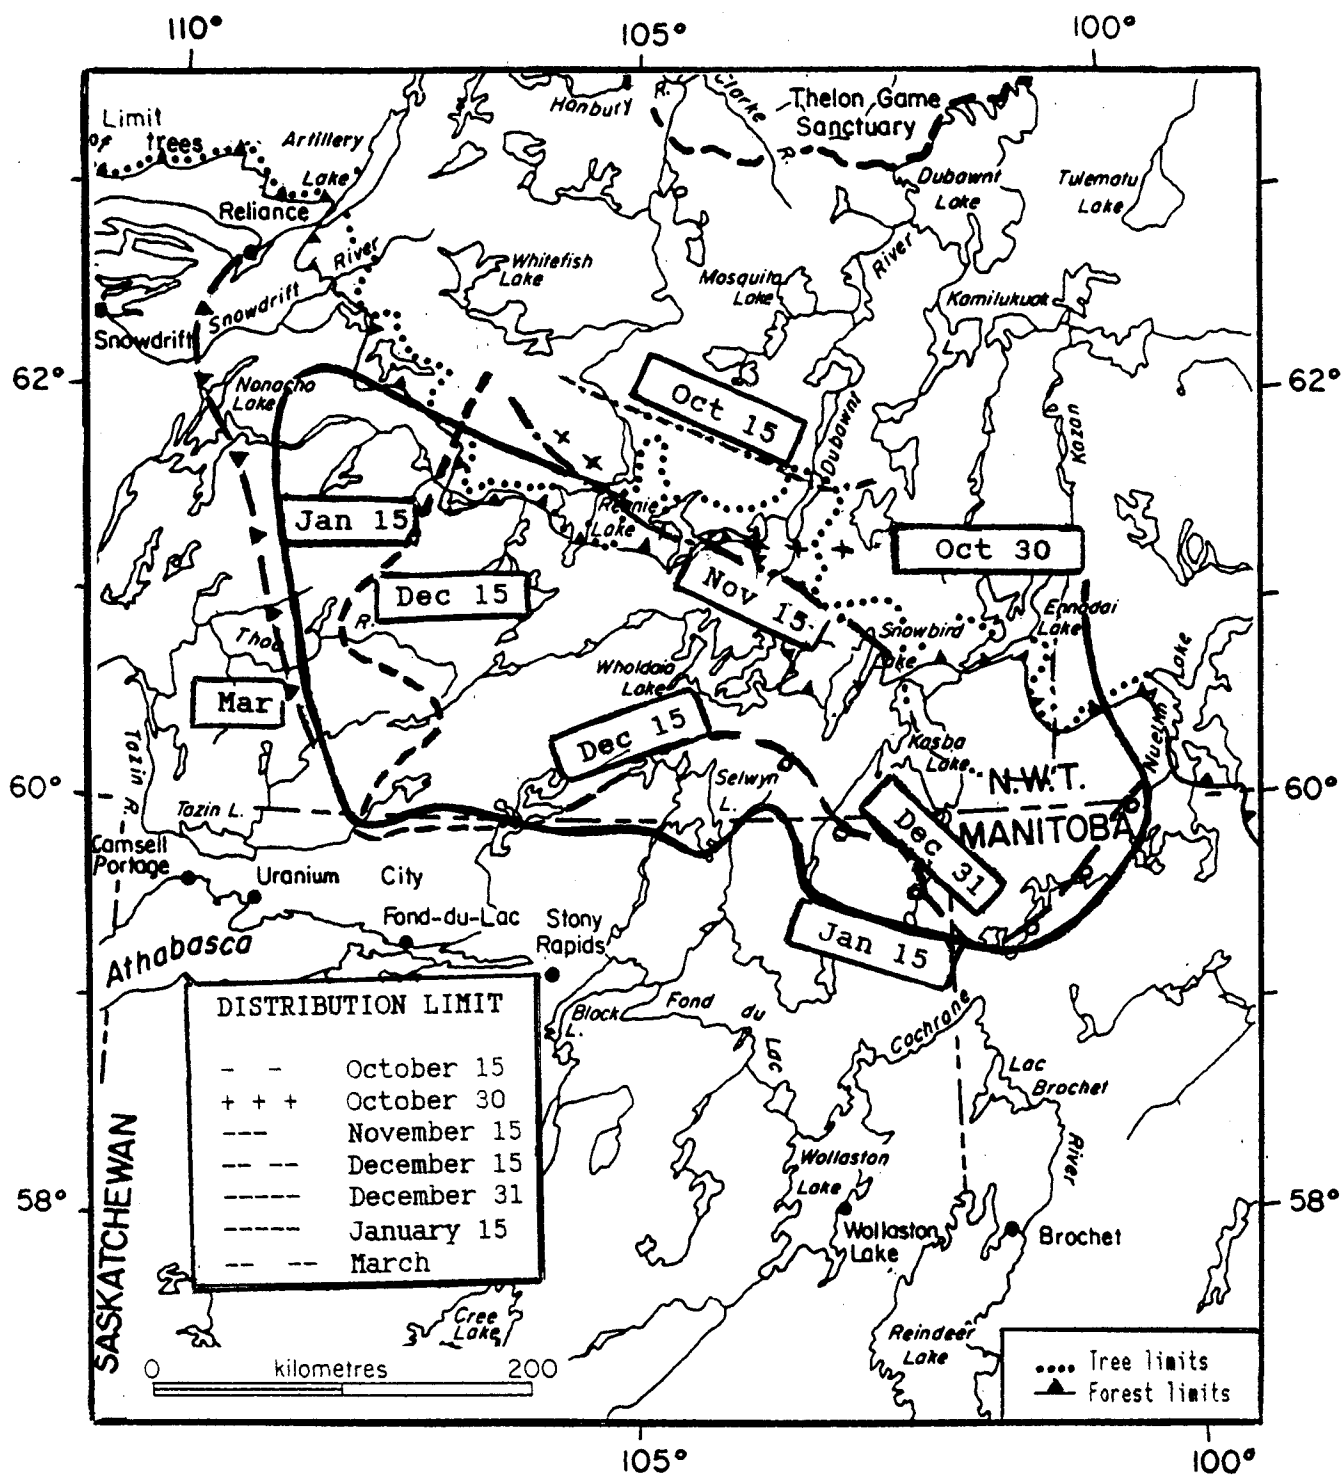 110°
105°
100°
Limit
of trees
Artillery
Lake
Hanbury
R.
Clarke
R.
Thelon Game
Sanctuary
Dubawnt
Lake
Tulematu
Lake
Reliance
River
Snowdrift
Snowdrift
Whitefish
Lake
Mosquito
Lake
River
Kamilukuak
62°
62°
Nonacho
Lake
Oct 15
Dubawnt
Kazan
Jan 15
Rennie
Lake
Oct 30
Dec 15
Nov 15
Ennadai
Lake
Thoa
R.
Snowbird
Lake
Wholdaia
Lake
Mar
Dec 15
Nueltin
Lake
Kasba
Lake
Tazin R.
Selwyn
L.
N.W.T.
60°
60°
Tazin L.
MANITOBA
Camsell
Portage
Dec 31
Uranium City
Fond-du-Lac
Stony
Rapids
Athabasca
Jan 15
DISTRIBUTION LIMIT
- - October 15
+ + + October 30
--- November 15
-- -- December 15
----- December 31
----- January 15
-- -- March
Black
L.
Fond du Lac
Cochrane
Lac
Brochet
River
SASKATCHEWAN
Wollaston
Lake
58°
58°
Wollaston
Lake
Brochet
Cree
Lake
Reindeer
Lake
0 kilometres 200
Tree limits
Forest limits
105°
100°